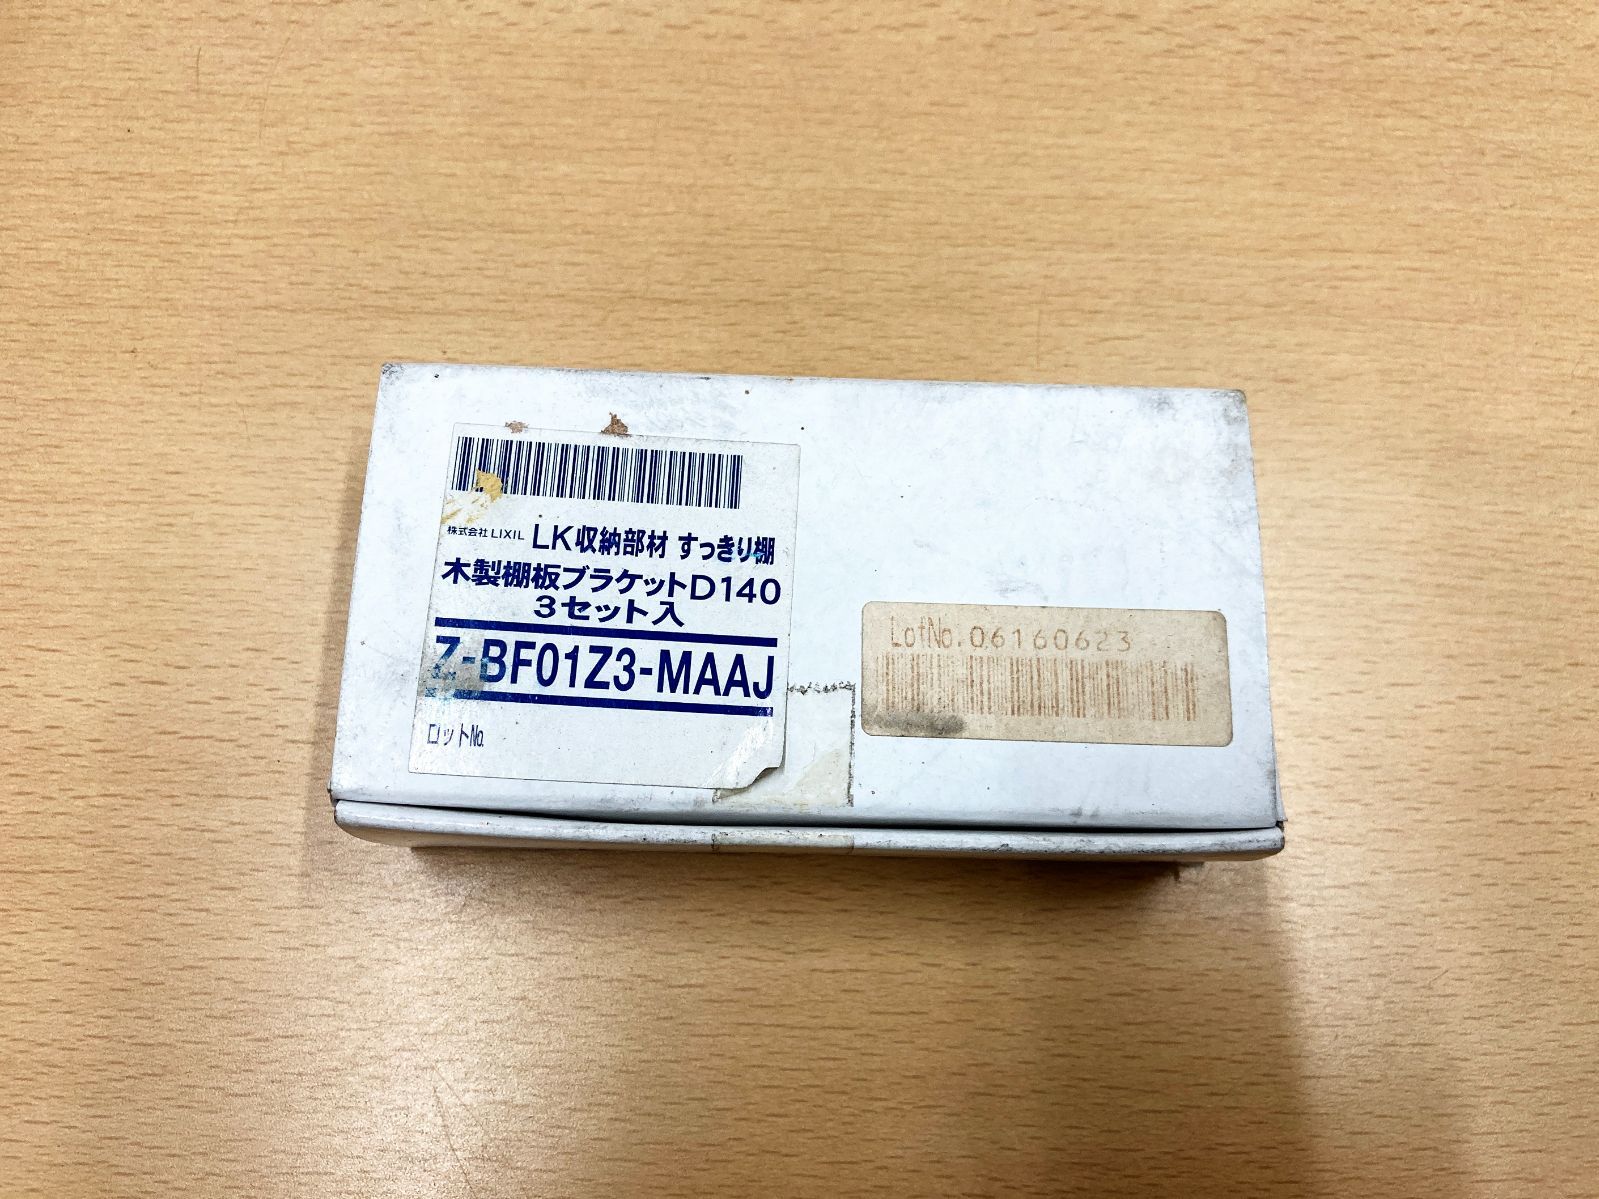 株式会社 LIXIL LK収納部材 すっきり棚
木製棚板ブラケットD140
3セット入
Z-BF01Z3-MAAJ
ロットNo.
LotNo.06160623